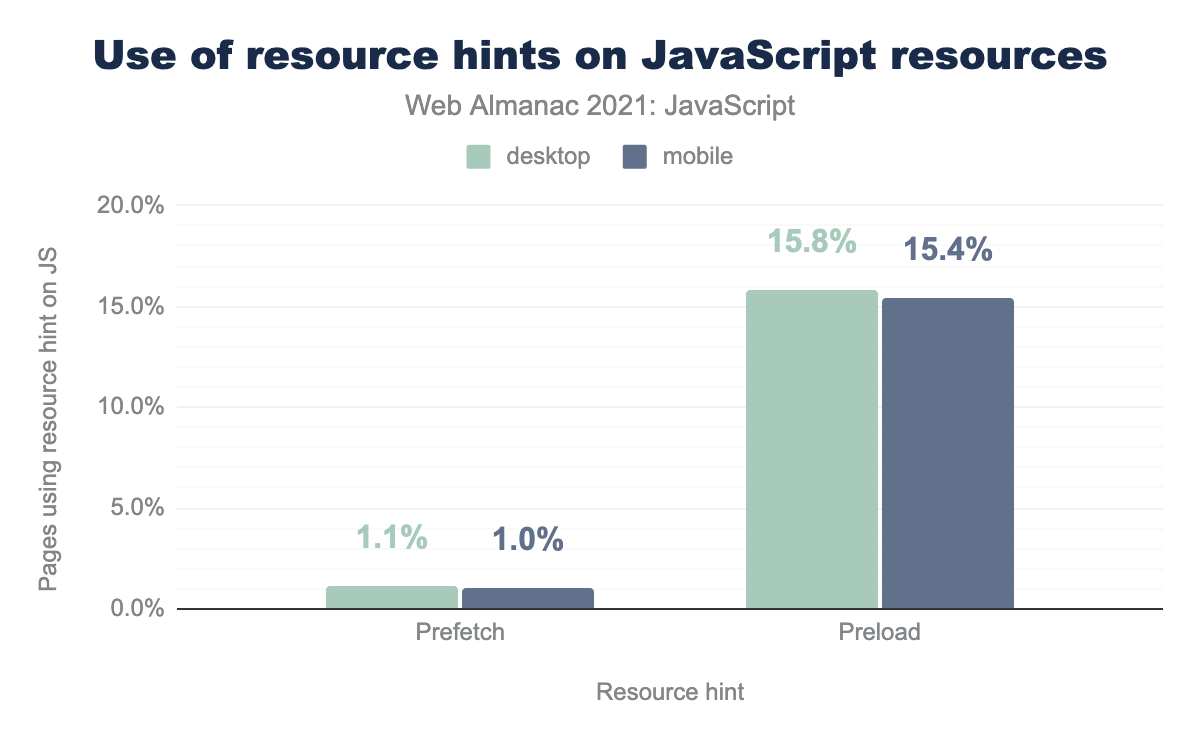 Use of resource hints on JavaScript resources
Web Almanac 2021: JavaScript
desktop
mobile
Pages using resource hint on JS
20.0%
15.0%
10.0%
5.0%
0.0%
1.1%
1.0%
15.8%
15.4%
Prefetch
Preload
Resource hint